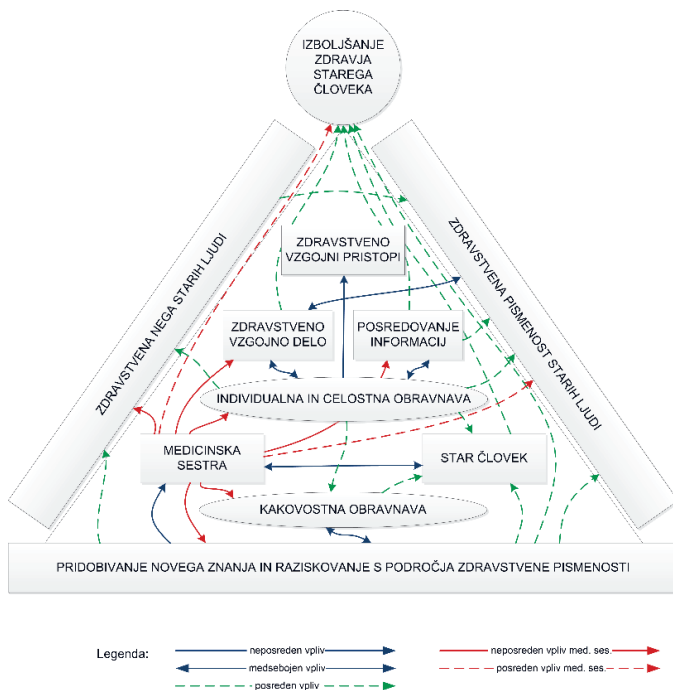 IZBOLJŠANJE
ZDRAVJA
STAREGA
ČLOVEKA
ZDRAVSTVENA NEGA STARIH LJUDI
ZDRAVSTVENA PISMENOST STARIH LJUDI
ZDRAVSTVENO
VZGOJNI PRISTOPI
ZDRAVSTVENO
VZGOJNO DELO
POSREDOVANJE
INFORMACIJ
INDIVIDUALNA IN CELOSTNA OBRAVNAVA
MEDICINSKA
SESTRA
STAR ČLOVEK
KAKOVOSTNA OBRAVNAVA
PRIDOBIVANJE NOVEGA ZNANJA IN RAZISKOVANJE S PODROČJA ZDRAVSTVENE PISMENOSTI
Legenda:
neposreden vpliv
medsebojen vpliv
posreden vpliv
neposreden vpliv med. ses.
posreden vpliv med. ses.